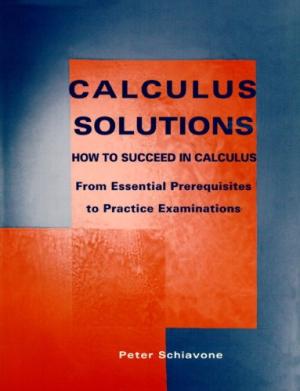 CALCULUS
SOLUTIONS
HOW TO SUCCEED IN CALCULUS
From Essential Prerequisites
to Practice Examinations
Peter Schiavone